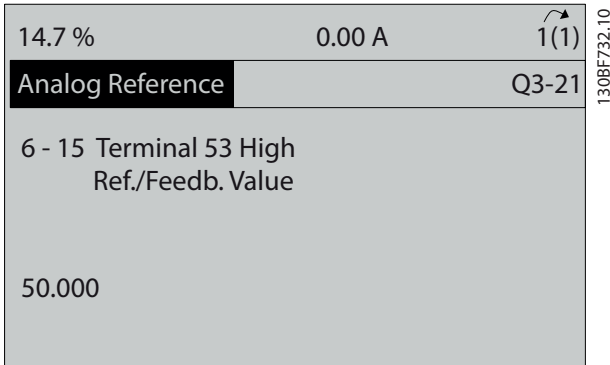 14.7 % 0.00 A 1(1)
Analog Reference Q3-21
6 - 15 Terminal 53 High
Ref./Feedb. Value
50.000
130BF732.10